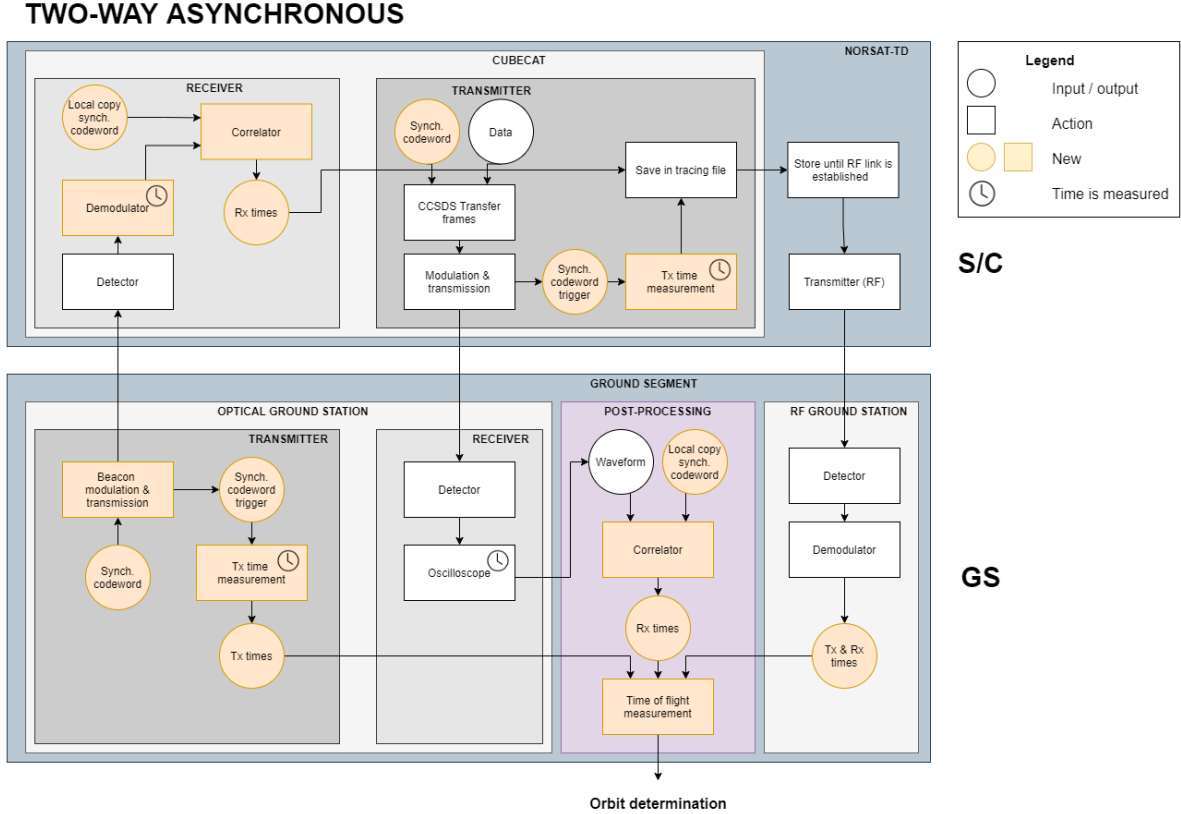 TWO-WAY ASYNCHRONOUS
NORSAT-TD
CUBECAT
RECEIVER
Local copy
synch.
codeword
Correlator
Demodulator
Rx times
Detector
TRANSMITTER
Synch.
codeword
Data
CCSDS Transfer
frames
Modulation &
transmission
Synch.
codeword
trigger
Tx time
measurement
Save in tracing file
Store until RF link is
established
Transmitter (RF)
Legend
Input / output
Action
New
Time is measured
S/C
GROUND SEGMENT
OPTICAL GROUND STATION
TRANSMITTER
Beacon
modulation &
transmission
Synch.
codeword
trigger
Synch.
codeword
Tx time
measurement
Tx times
RECEIVER
Detector
Oscilloscope
POST-PROCESSING
Waveform
Local copy
synch.
codeword
Correlator
Rx times
Time of flight
measurement
RF GROUND STATION
Detector
Demodulator
Tx & Rx
times
GS
Orbit determination